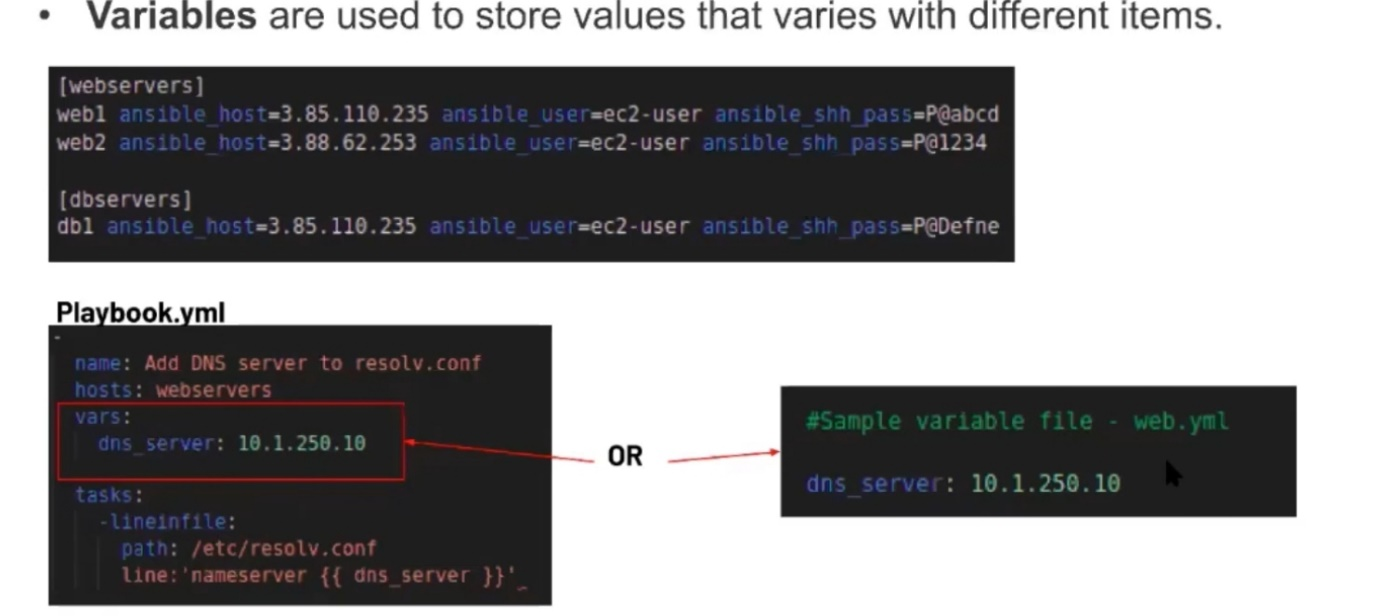 • Variables are used to store values that varies with different items.
[webservers]
web1 ansible_host=3.85.110.235 ansible_user=ec2-user ansible_shh_pass=P@abcd
web2 ansible_host=3.88.62.253 ansible_user=ec2-user ansible_shh_pass=P@1234
[dbservers]
db1 ansible_host=3.85.110.235 ansible_user=ec2-user ansible_shh_pass=P@Defne
Playbook.yml
-
name: Add DNS server to resolv.conf
hosts: webservers
vars:
dns_server: 10.1.250.10
tasks:
-lineinfile:
path: /etc/resolv.conf
line:'nameserver {{ dns_server }}'_
OR
#Sample variable file - web.yml
dns_server: 10.1.250.10